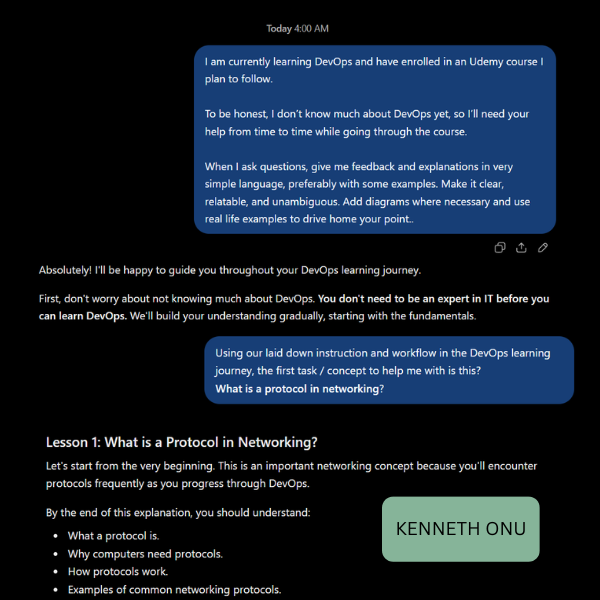 Today 4:00 AM
I am currently learning DevOps and have enrolled in an Udemy course I
plan to follow.
To be honest, I don't know much about DevOps yet, so I'll need your
help from time to time while going through the course.
When I ask questions, give me feedback and explanations in very
simple language, preferably with some examples. Make it clear,
relatable, and unambiguous. Add diagrams where necessary and use
real life examples to drive home your point..
Absolutely! I'll be happy to guide you throughout your DevOps learning journey.
First, don't worry about not knowing much about DevOps. You don't need to be an expert in IT before you
can learn DevOps. We'll build your understanding gradually, starting with the fundamentals.
Using our laid down instruction and workflow in the DevOps learning
journey, the first task / concept to help me with is this?
What is a protocol in networking?
Lesson 1: What is a Protocol in Networking?
Let's start from the very beginning. This is an important networking concept because you'll encounter
protocols frequently as you progress through DevOps.
By the end of this explanation, you should understand:
• What a protocol is.
• Why computers need protocols.
• How protocols work.
• Examples of common networking protocols.
KENNETH ONU